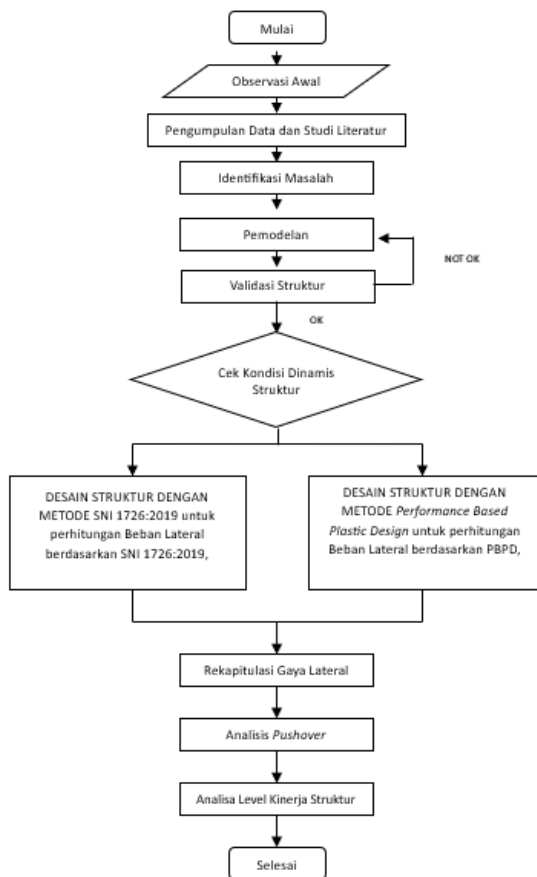 Mulai
Observasi Awal
Pengumpulan Data dan Studi Literatur
Identifikasi Masalah
Pemodelan
NOT OK
Validasi Struktur
OK
Cek Kondisi Dinamis
Struktur
DESAIN STRUKTUR DENGAN
METODE SNI 1726:2019 untuk
perhitungan Beban Lateral
berdasarkan SNI 1726:2019,
DESAIN STRUKTUR DENGAN
METODE Performance Based
Plastic Design untuk perhitungan
Beban Lateral berdasarkan PBPD,
Rekapitulasi Gaya Lateral
Analisis Pushover
Analisa Level Kinerja Struktur
Selesai